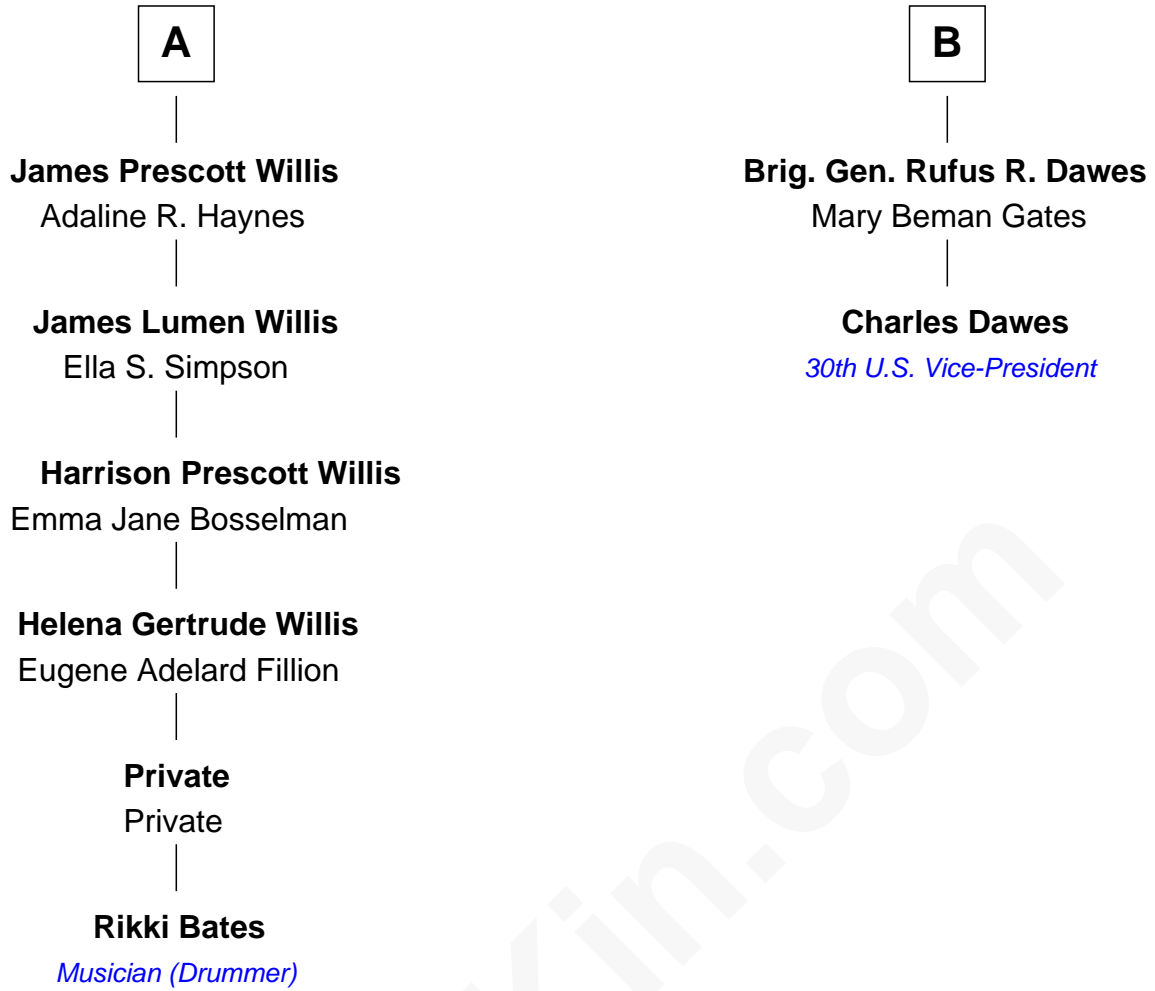 A
James Prescott Willis
Adaline R. Haynes
James Lumen Willis
Ella S. Simpson
Harrison Prescott Willis
Emma Jane Bosselman
Helena Gertrude Willis
Eugene Adelard Fillion
Private
Private
Rikki Bates
Musician (Drummer)
B
Brig. Gen. Rufus R. Dawes
Mary Beman Gates
Charles Dawes
30th U.S. Vice-President
Kin.com